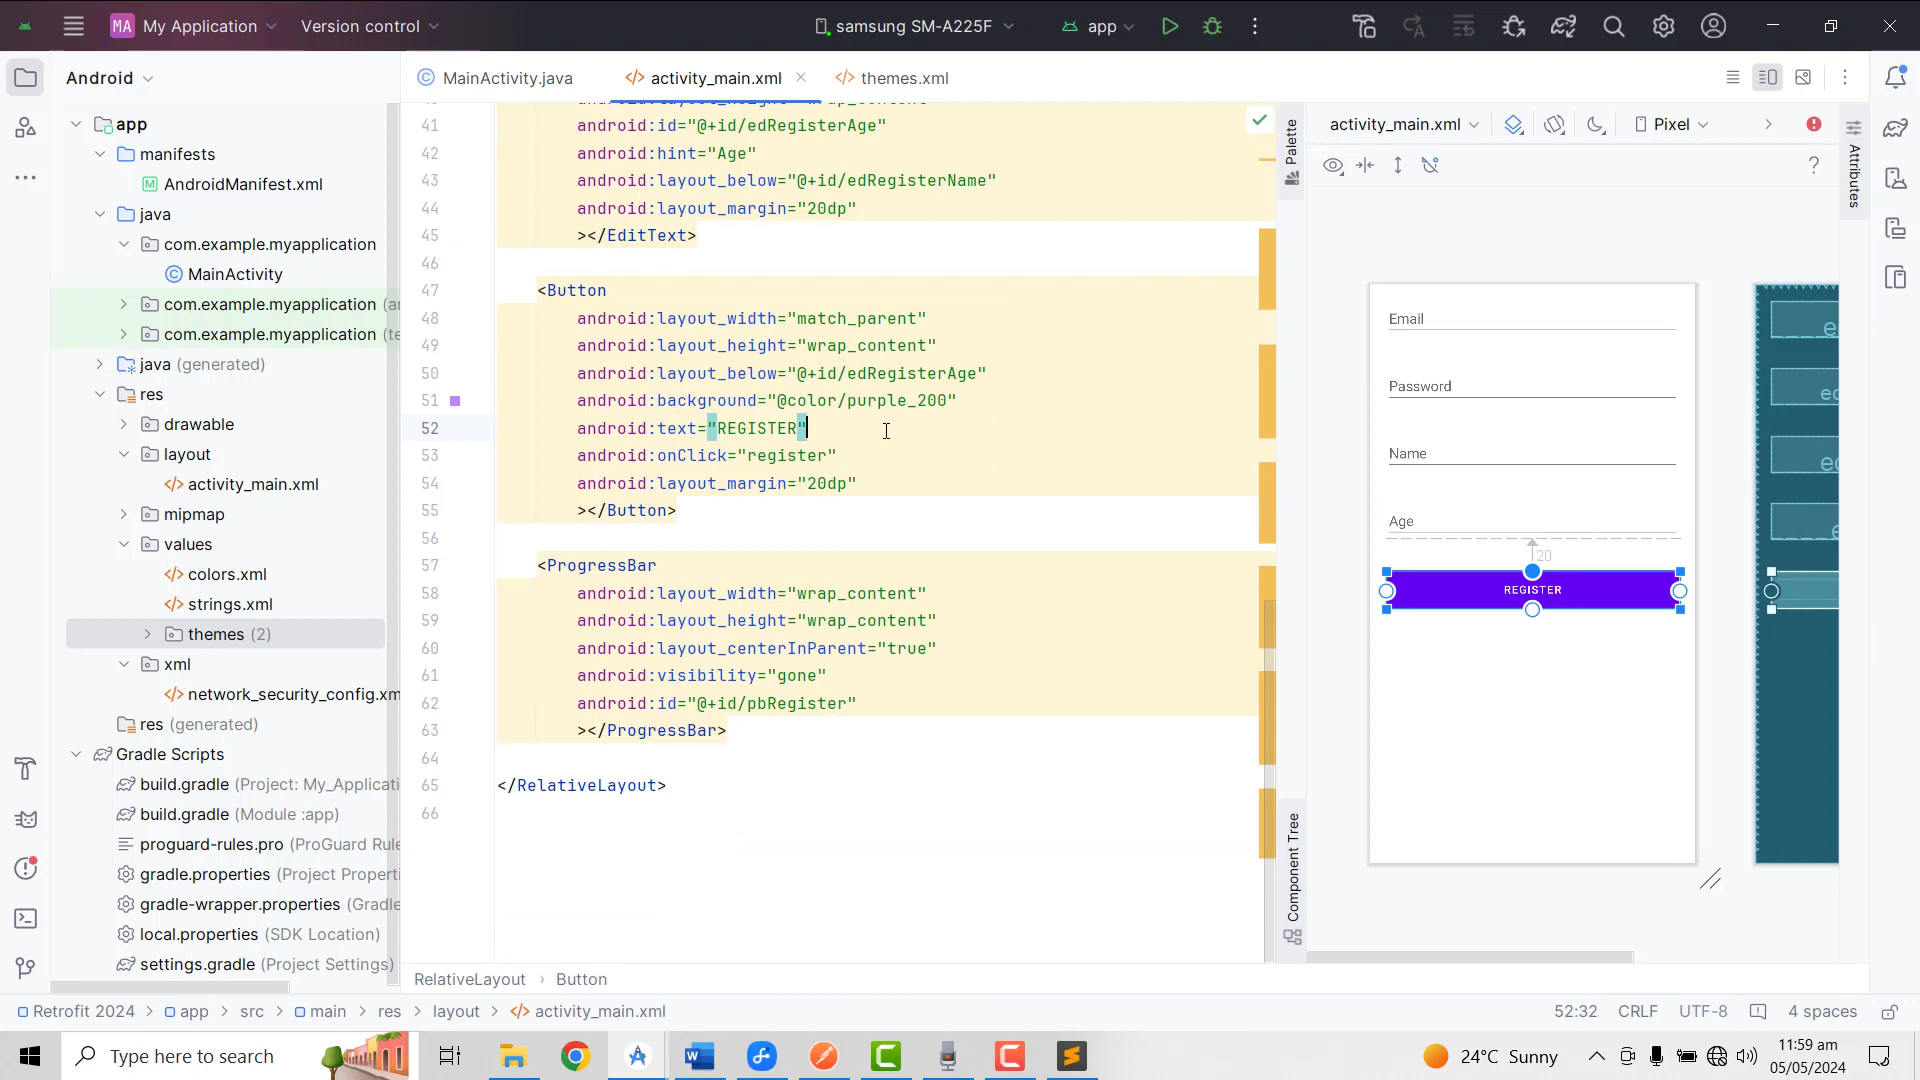 MA My Application
Version control
samsung SM-A225F
app
Android
MainActivity.java
activity_main.xml
themes.xml
app
manifests
AndroidManifest.xml
java
com.example.myapplication
MainActivity
com.example.myapplication
com.example.myapplication
java (generated)
res
drawable
layout
activity_main.xml
mipmap
values
colors.xml
strings.xml
themes (2)
xml
network_security_config.xm
res (generated)
Gradle Scripts
build.gradle (Project: My_Applicati
build.gradle (Module :app)
proguard-rules.pro (ProGuard Rule
gradle.properties (Project Properti
gradle-wrapper.properties (Gradle
local.properties (SDK Location)
settings.gradle (Project Settings)
41 android:id="@+id/edRegisterAge"
42 android:hint="Age"
43 android:layout_below="@+id/edRegisterName"
44 android:layout_margin="20dp"
45 ></EditText>
46
47 <Button
48 android:layout_width="match_parent"
49 android:layout_height="wrap_content"
50 android:layout_below="@+id/edRegisterAge"
51 android:background="@color/purple_200"
52 android:text="REGISTER"
53 android:onClick="register"
54 android:layout_margin="20dp"
55 ></Button>
56
57 <ProgressBar
58 android:layout_width="wrap_content"
59 android:layout_height="wrap_content"
60 android:layout_centerInParent="true"
61 android:visibility="gone"
62 android:id="@+id/pbRegister"
63 ></ProgressBar>
64
65 </RelativeLayout>
66
RelativeLayout > Button
Palette
Component Tree
activity_main.xml
Pixel
Attributes
Email
Password
Name
Age
20
REGISTER
Retrofit 2024 > app > src > main > res > layout > activity_main.xml
52:32 CRLF UTF-8 4 spaces
Type here to search
24°C Sunny
11:59 am
05/05/2024